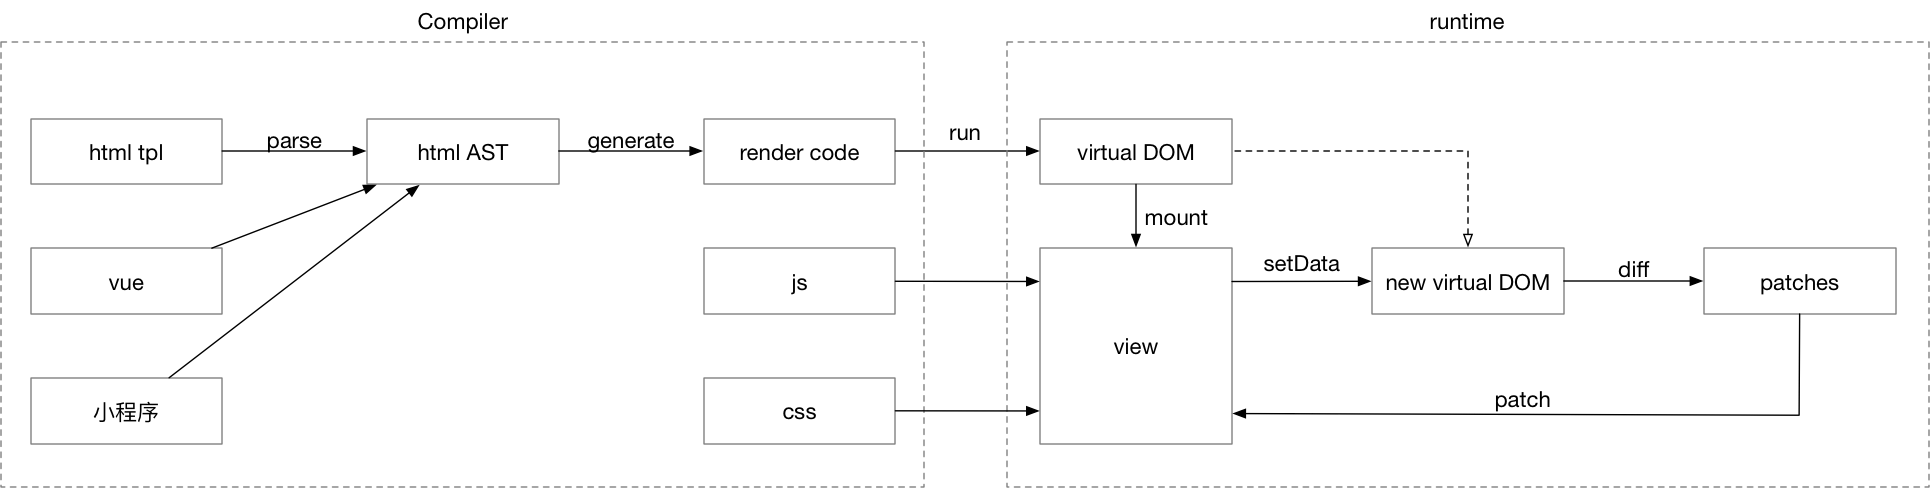 Compiler
runtime
html tpl
parse
html AST
generate
render code
run
virtual DOM
mount
vue
js
setData
new virtual DOM
diff
patches
view
小程序
css
patch